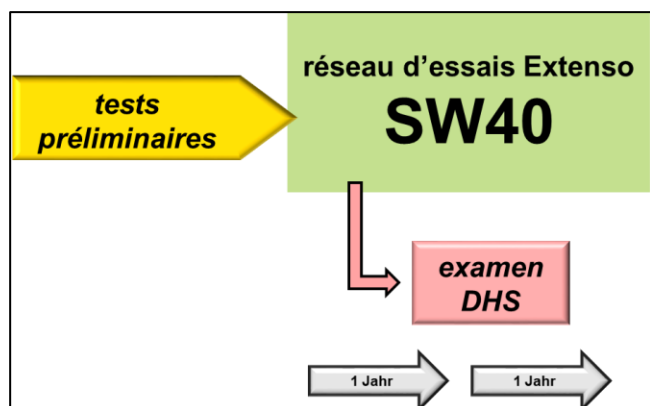 tests
préliminaires
réseau d'essais Extenso
SW40
examen
DHS
1 Jahr
1 Jahr